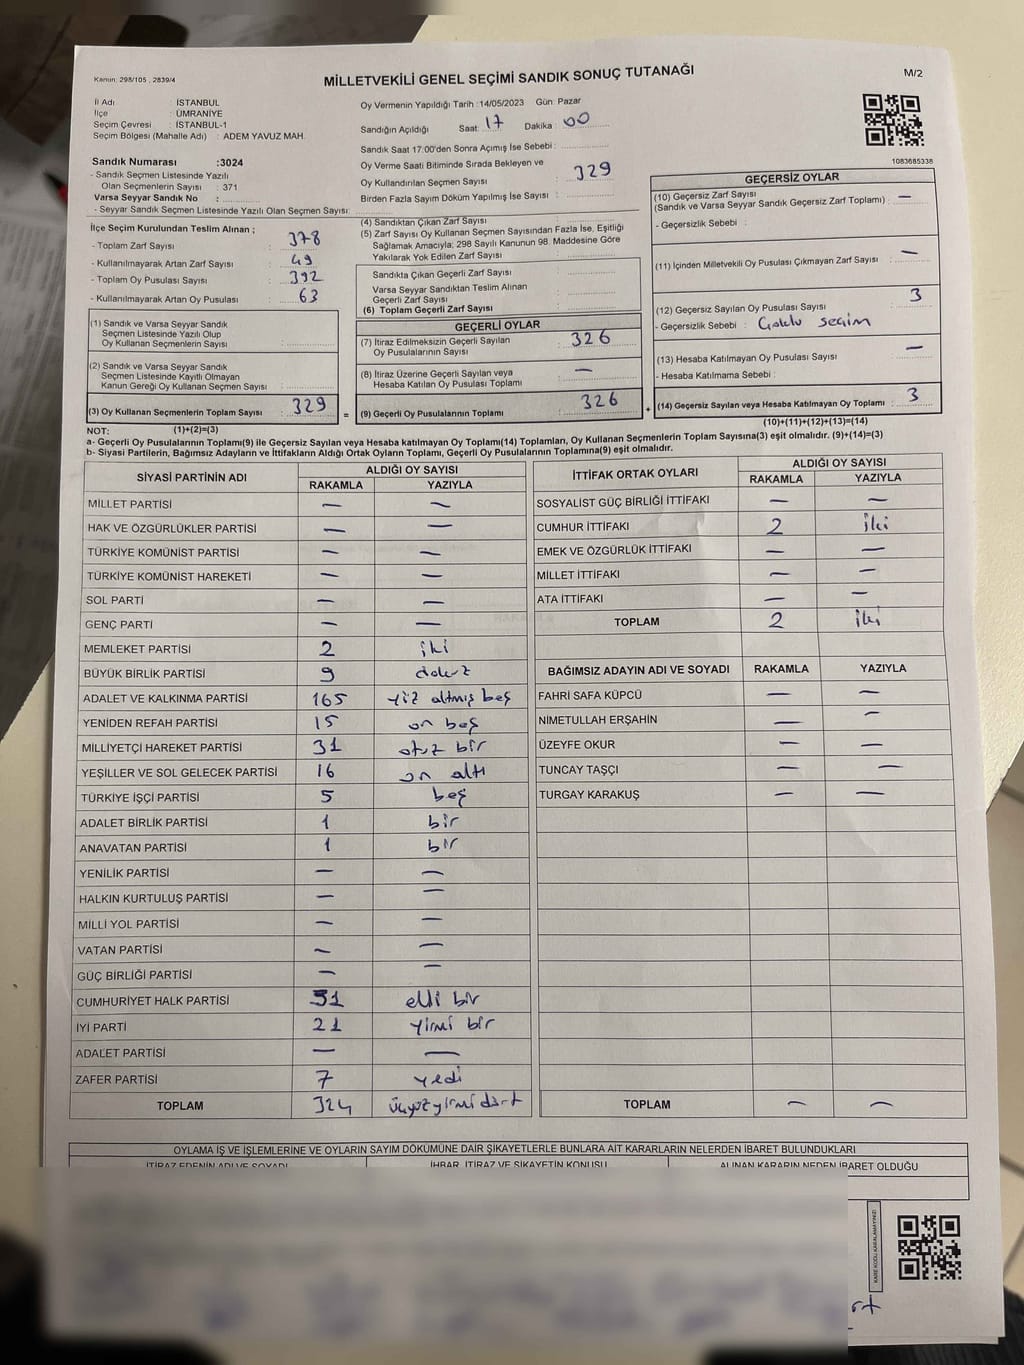 Kanun: 298/105 , 2839/4
MİLLETVEKİLİ GENEL SEÇİMİ SANDIK SONUÇ TUTANAĞI
M/2
İl Adı : İSTANBUL
İlçe : ÜMRANİYE
Seçim Çevresi : İSTANBUL-1
Seçim Bölgesi (Mahalle Adı) : ADEM YAVUZ MAH.
Sandık Numarası :3024
- Sandık Seçmen Listesinde Yazılı
Olan Seçmenlerin Sayısı : 371
Varsa Seyyar Sandık No :
- Seyyar Sandık Seçmen Listesinde Yazılı Olan Seçmen Sayısı:
Oy Vermenin Yapıldığı Tarih :14/05/2023 Gün: Pazar
Sandığın Açıldığı Saat: 17 Dakika : 00
Sandık Saat 17:00'den Sonra Açımış İse Sebebi :
Oy Verme Saati Bitiminde Sırada Bekleyen ve
Oy Kullandırılan Seçmen Sayısı : 329
Birden Fazla Sayım Döküm Yapılmış İse Sayısı :
1083685338
İlçe Seçim Kurulundan Teslim Alınan ;
- Toplam Zarf Sayısı : 378
- Kullanılmayarak Artan Zarf Sayısı : 49
- Toplam Oy Pusulası Sayısı : 392
- Kullanılmayarak Artan Oy Pusulası : 63
(1) Sandık ve Varsa Seyyar Sandık
Seçmen Listesinde Yazılı Olup
Oy Kullanan Seçmenlerin Sayısı :
(2) Sandık ve Varsa Seyyar Sandık
Seçmen Listesinde Kayıtlı Olmayan
Kanun Gereği Oy Kullanan Seçmen Sayısı :
(3) Oy Kullanan Seçmenlerin Toplam Sayısı : 329 =
(4) Sandıktan Çıkan Zarf Sayısı :
(5) Zarf Sayısı Oy Kullanan Seçmen Sayısından Fazla İse, Eşitliği
Sağlamak Amacıyla; 298 Sayılı Kanunun 98. Maddesine Göre
Yakılarak Yok Edilen Zarf Sayısı :
Sandıkta Çıkan Geçerli Zarf Sayısı :
Varsa Seyyar Sandıktan Teslim Alınan
Geçerli Zarf Sayısı :
(6) Toplam Geçerli Zarf Sayısı :
GEÇERLİ OYLAR
(7) İtiraz Edilmeksizin Geçerli Sayılan
Oy Pusulalarının Sayısı : 326
(8) İtiraz Üzerine Geçerli Sayılan veya
Hesaba Katılan Oy Pusulası Toplamı : —
(9) Geçerli Oy Pusulalarının Toplamı : 326 +
GEÇERSİZ OYLAR
(10) Geçersiz Zarf Sayısı
(Sandık ve Varsa Seyyar Sandık Geçersiz Zarf Toplamı) : —
- Geçersizlik Sebebi :
(11) İçinden Milletvekili Oy Pusulası Çıkmayan Zarf Sayısı : —
(12) Geçersiz Sayılan Oy Pusulası Sayısı : 3
- Geçersizlik Sebebi : Çoklu seçim
(13) Hesaba Katılmayan Oy Pusulası Sayısı : —
- Hesaba Katılmama Sebebi :
(14) Geçersiz Sayılan veya Hesaba Katılmayan Oy Toplamı : 3
NOT: (1)+(2)=(3) (10)+(11)+(12)+(13)=(14)
a- Geçerli Oy Pusulalarının Toplamı(9) ile Geçersiz Sayılan veya Hesaba katılmayan Oy Toplamı(14) Toplamları, Oy Kullanan Seçmenlerin Toplam Sayısına(3) eşit olmalıdır. (9)+(14)=(3)
b- Siyasi Partilerin, Bağımsız Adayların ve İttifakların Aldığı Ortak Oyların Toplamı, Geçerli Oy Pusulalarının Toplamına(9) eşit olmalıdır.
SİYASİ PARTİNİN ADI ALDIĞI OY SAYISI
RAKAMLA YAZIYLA
MİLLET PARTİSİ — —
HAK VE ÖZGÜRLÜKLER PARTİSİ — —
TÜRKİYE KOMÜNİST PARTİSİ — —
TÜRKİYE KOMÜNİST HAREKETİ — —
SOL PARTİ — —
GENÇ PARTİ — —
MEMLEKET PARTİSİ 2 iki
BÜYÜK BİRLİK PARTİSİ 9 dokuz
ADALET VE KALKINMA PARTİSİ 165 yüz altmış beş
YENİDEN REFAH PARTİSİ 15 on beş
MİLLİYETÇİ HAREKET PARTİSİ 31 otuz bir
YEŞİLLER VE SOL GELECEK PARTİSİ 16 on altı
TÜRKİYE İŞÇİ PARTİSİ 5 beş
ADALET BİRLİK PARTİSİ 1 bir
ANAVATAN PARTİSİ 1 bir
YENİLİK PARTİSİ — —
HALKIN KURTULUŞ PARTİSİ — —
MİLLİ YOL PARTİSİ — —
VATAN PARTİSİ — —
GÜÇ BİRLİĞİ PARTİSİ — —
CUMHURİYET HALK PARTİSİ 51 elli bir
İYİ PARTİ 21 yirmi bir
ADALET PARTİSİ — —
ZAFER PARTİSİ 7 yedi
TOPLAM 324 üçyüzyirmidört
İTTİFAK ORTAK OYLARI ALDIĞI OY SAYISI
RAKAMLA YAZIYLA
SOSYALİST GÜÇ BİRLİĞİ İTTİFAKI — —
CUMHUR İTTİFAKI 2 iki
EMEK VE ÖZGÜRLÜK İTTİFAKI — —
MİLLET İTTİFAKI — —
ATA İTTİFAKI — —
TOPLAM 2 iki
BAĞIMSIZ ADAYIN ADI VE SOYADI RAKAMLA YAZIYLA
FAHRİ SAFA KÜPCÜ — —
NİMETULLAH ERŞAHİN — —
ÜZEYFE OKUR — —
TUNCAY TAŞÇI — —
TURGAY KARAKUŞ — —
TOPLAM — —
OYLAMA İŞ VE İŞLEMLERİNE VE OYLARIN SAYIM DÖKÜMÜNE DAİR ŞİKAYETLERLE BUNLARA AİT KARARLARIN NELERDEN İBARET BULUNDUKLARI
İTİRAZ EDENİN ADI VE SOYADI İHBAR, İTİRAZ VE ŞİKAYETİN KONUSU ALINAN KARARIN NEDEN İBARET OLDUĞU
KARE KODU KARALAMAYINIZ!